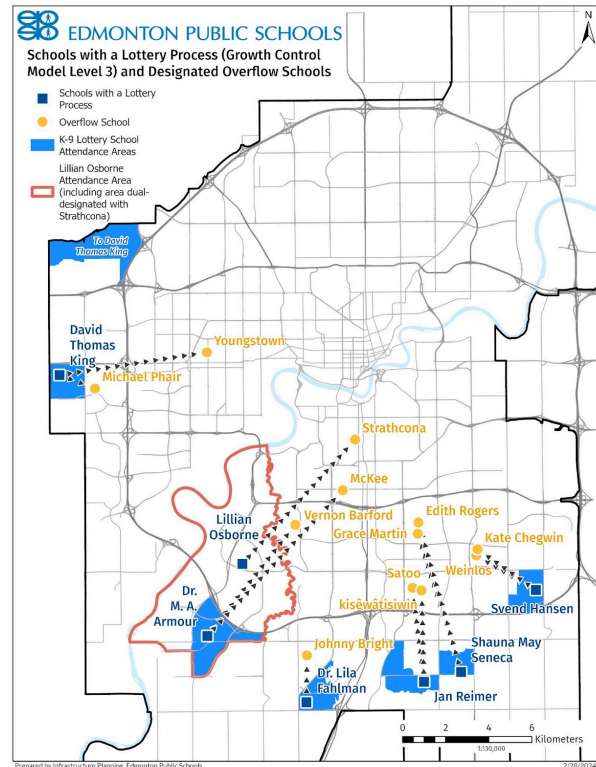 EDMONTON PUBLIC SCHOOLS
Schools with a Lottery Process (Growth Control
Model Level 3) and Designated Overflow Schools
N
Schools with a Lottery
Process
Overflow School
K-9 Lottery School
Attendance Areas
Lillian Osborne
Attendance Area
(including area dual-
designated with
Strathcona)
To David
Thomas King
David
Thomas
King
Youngstown
Michael Phair
Strathcona
McKee
Lillian
Osborne
Vernon Barford
Edith Rogers
Grace Martin
Kate Chegwin
Weinlos
Satoo
kisêwâtisiwin
Svend Hansen
Dr.
M. A.
Armour
Johnny Bright
Dr. Lila
Fahlman
Shauna May
Seneca
Jan Reimer
0 2 4 6
Kilometers
1:130,000
Prepared by Infrastructure Planning, Edmonton Public Schools
2/28/2024